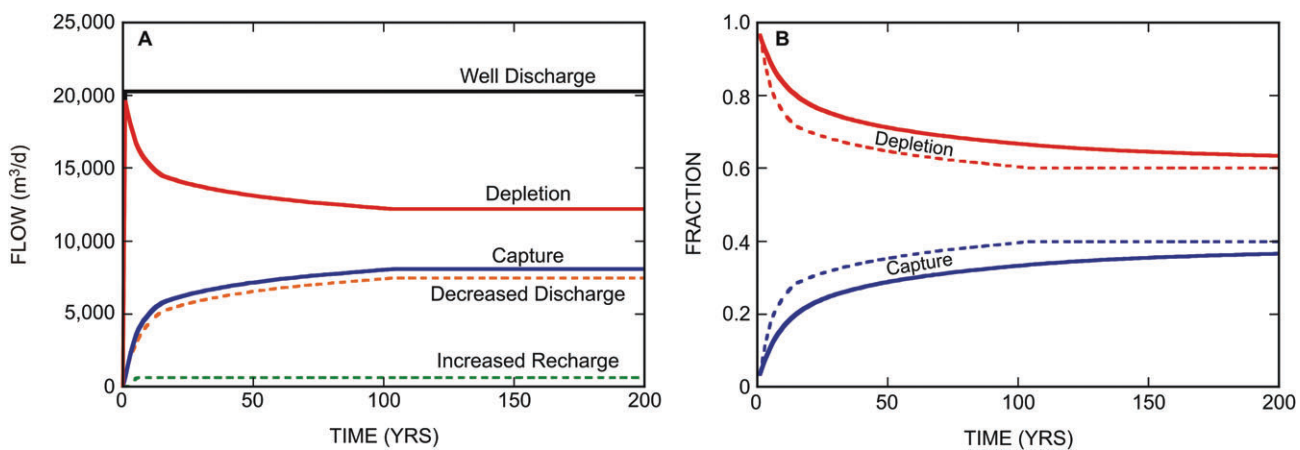 A
25,000
20,000
15,000
10,000
5,000
0
FLOW (m³/d)
Well Discharge
Depletion
Capture
Decreased Discharge
Increased Recharge
0 50 100 150 200
TIME (YRS)
B
1.0
0.8
0.6
0.4
0.2
0
FRACTION
Depletion
Capture
0 50 100 150 200
TIME (YRS)